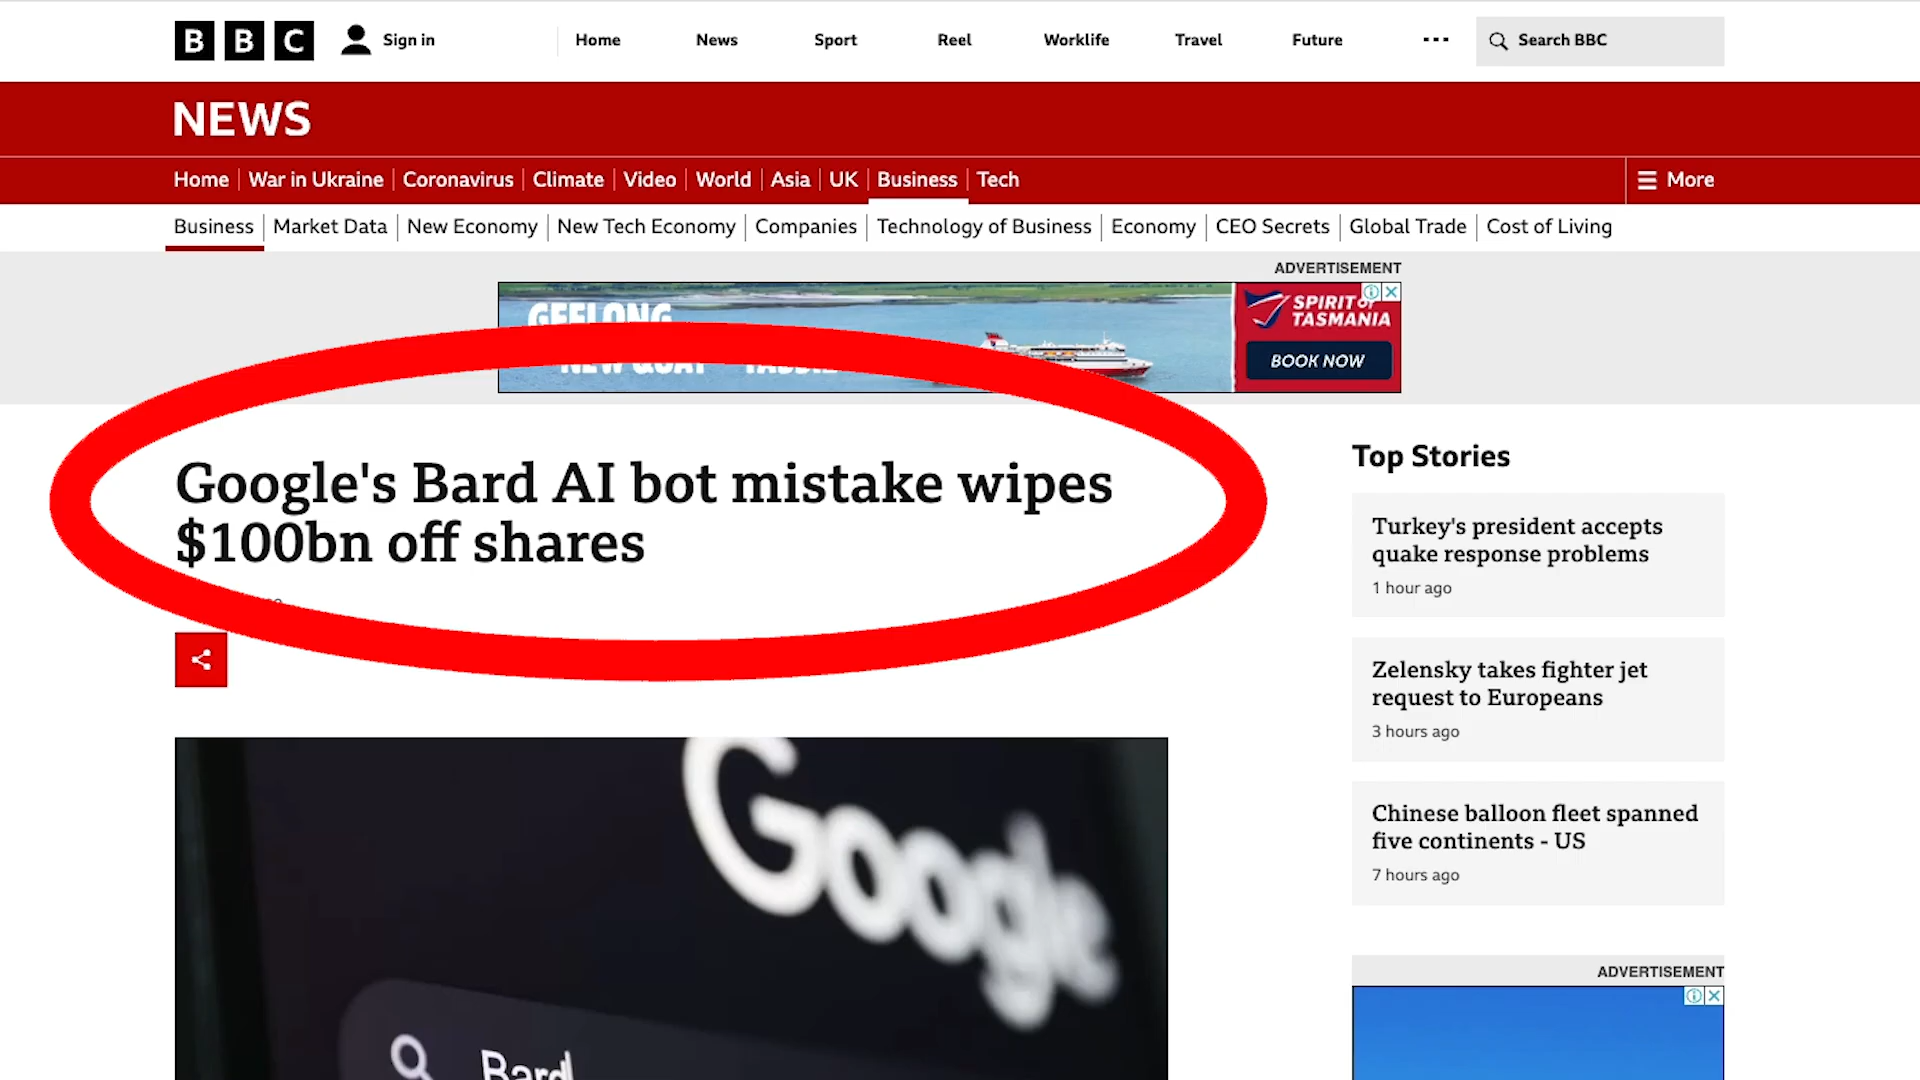 BBC
Sign in
Home
News
Sport
Reel
Worklife
Travel
Future
Search BBC
NEWS
Home
War in Ukraine
Coronavirus
Climate
Video
World
Asia
UK
Business
Tech
More
Business
Market Data
New Economy
New Tech Economy
Companies
Technology of Business
Economy
CEO Secrets
Global Trade
Cost of Living
ADVERTISEMENT
GEELONG
SPIRIT OF
TASMANIA
BOOK NOW
Google's Bard AI bot mistake wipes
$100bn off shares
Top Stories
Turkey's president accepts
quake response problems
1 hour ago
Zelensky takes fighter jet
request to Europeans
3 hours ago
Chinese balloon fleet spanned
five continents - US
7 hours ago
ADVERTISEMENT
Google
Bard